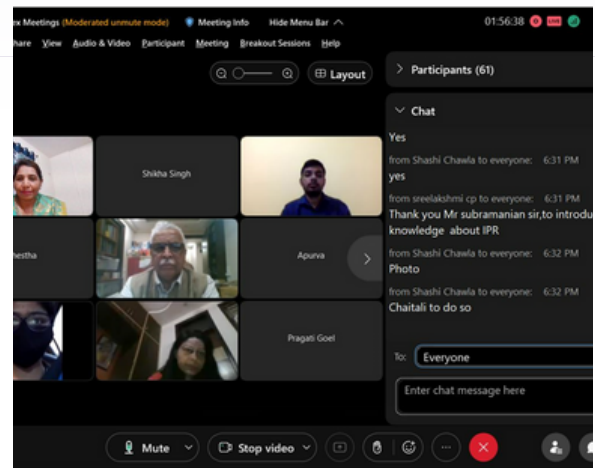 ex Meetings (Moderated unmute mode) Meeting Info Hide Menu Bar 01:56:38 LIVE
hare View Audio & Video Participant Meeting Breakout Sessions Help
Layout
Participants (61)
Chat
Yes
from Shashi Chawla to everyone: 6:31 PM
yes
from sreelakshmi cp to everyone: 6:31 PM
Thank you Mr subramanian sir,to introdu
knowledge about IPR
from Shashi Chawla to everyone: 6:32 PM
Photo
from Shashi Chawla to everyone: 6:32 PM
Chaitali to do so
To: Everyone
Enter chat message here
Shikha Singh
hestha
Apurva
Pragati Goel
Mute Stop video